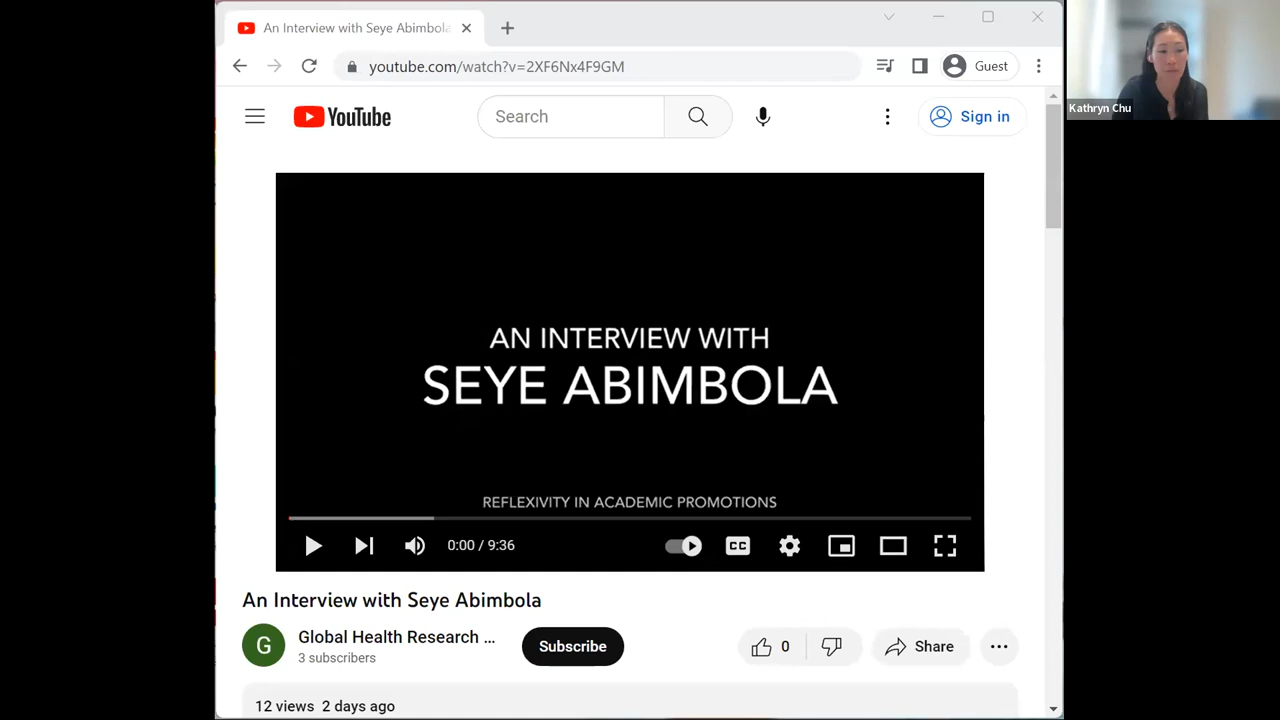 An Interview with Seye Abimbola
youtube.com/watch?v=2XF6Nx4F9GM
Guest
Kathryn Chu
YouTube
Search
Sign in
AN INTERVIEW WITH
SEYE ABIMBOLA
REFLEXIVITY IN ACADEMIC PROMOTIONS
0:00 / 9:36
CC
An Interview with Seye Abimbola
G
Global Health Research ...
3 subscribers
Subscribe
0
Share
12 views 2 days ago